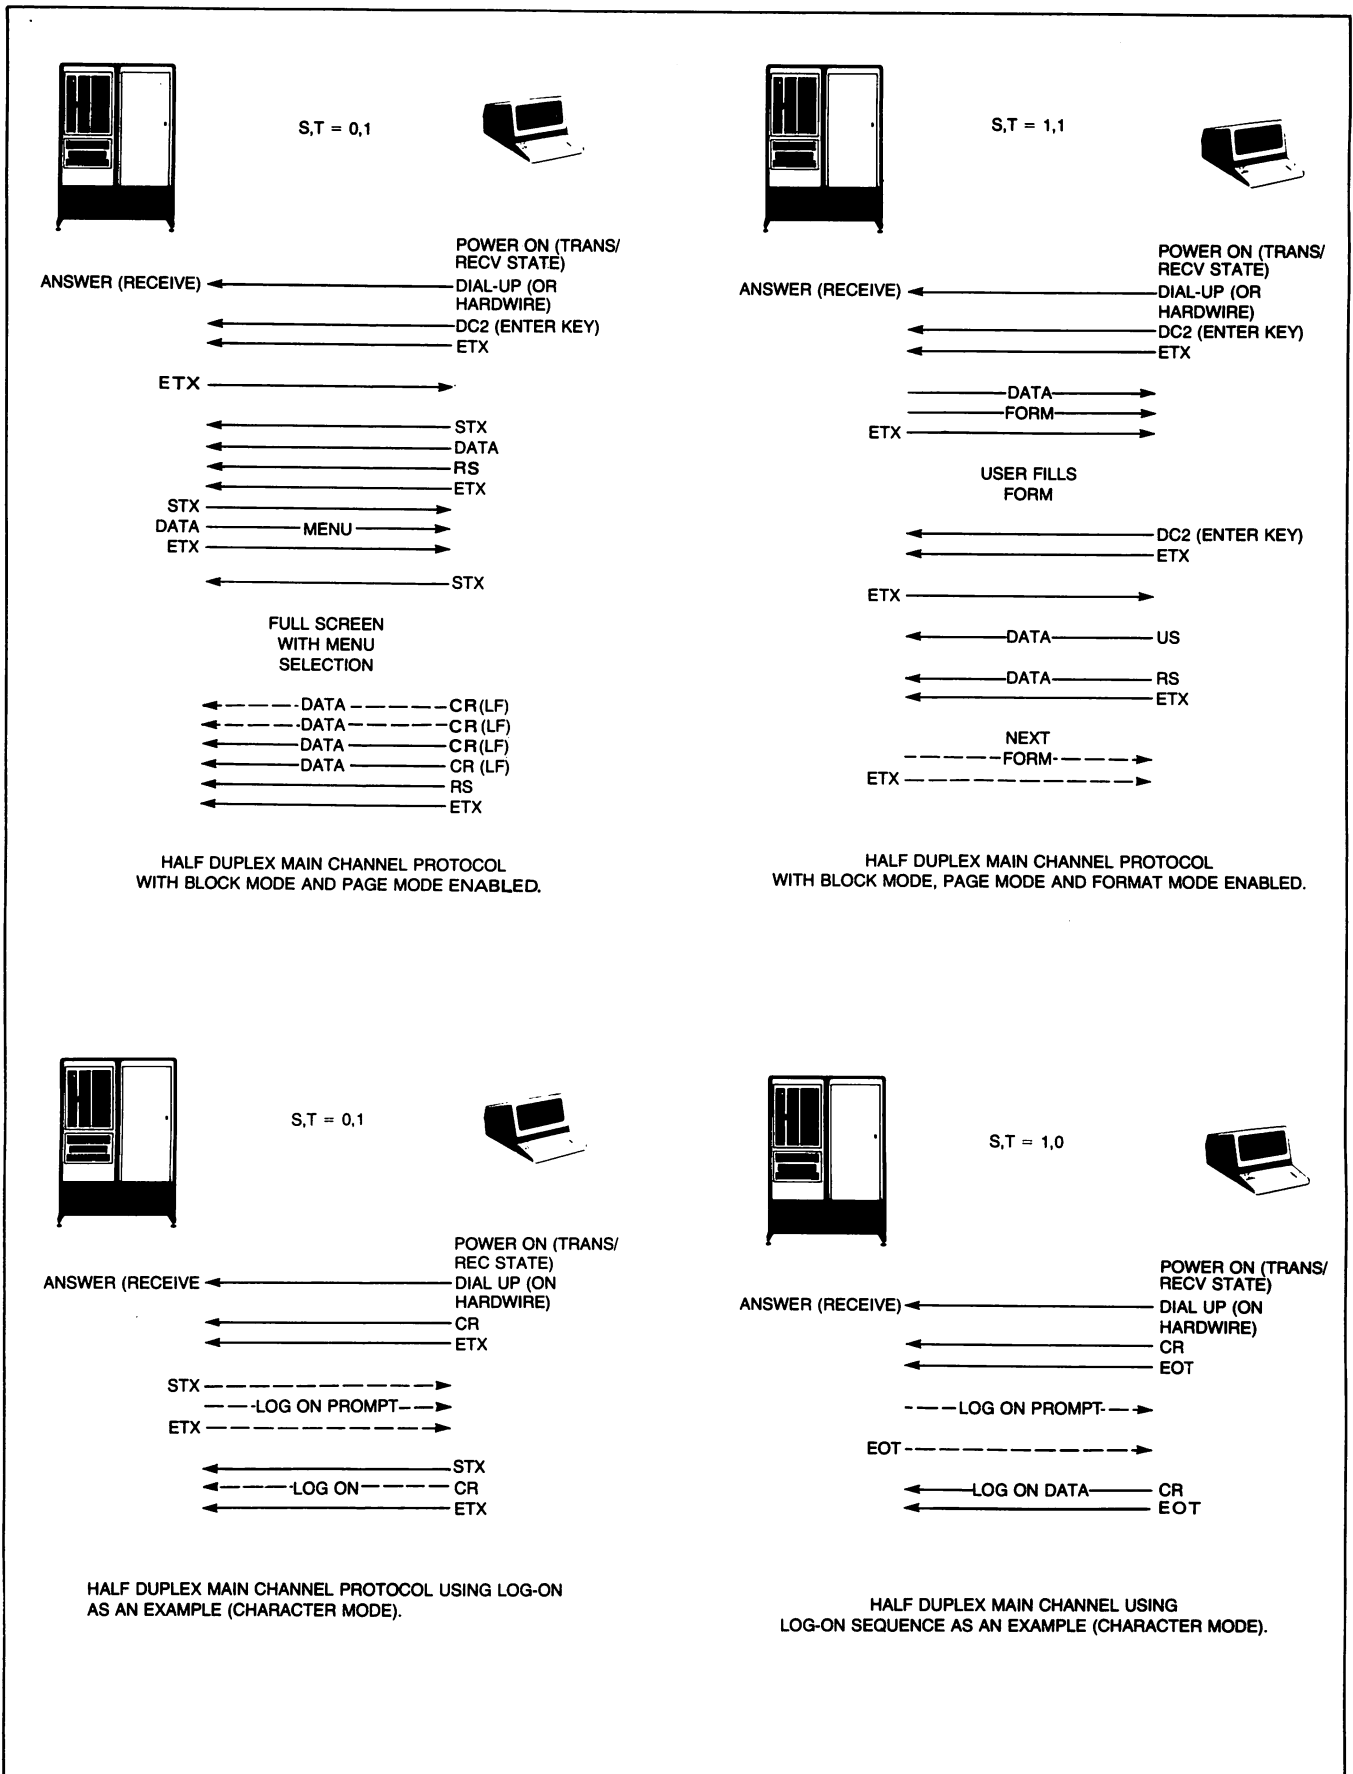 S,T = 0,1
POWER ON (TRANS/
RECV STATE)
ANSWER (RECEIVE)
DIAL-UP (OR
HARDWIRE)
DC2 (ENTER KEY)
ETX
ETX
STX
DATA
RS
ETX
STX
DATA MENU
ETX
STX
FULL SCREEN
WITH MENU
SELECTION
DATA CR(LF)
DATA CR(LF)
DATA CR(LF)
DATA CR (LF)
RS
ETX
HALF DUPLEX MAIN CHANNEL PROTOCOL
WITH BLOCK MODE AND PAGE MODE ENABLED.
S,T = 1,1
POWER ON (TRANS/
RECV STATE)
ANSWER (RECEIVE)
DIAL-UP (OR
HARDWIRE)
DC2 (ENTER KEY)
ETX
DATA
FORM
ETX
USER FILLS
FORM
DC2 (ENTER KEY)
ETX
ETX
DATA US
DATA RS
ETX
NEXT
FORM
ETX
HALF DUPLEX MAIN CHANNEL PROTOCOL
WITH BLOCK MODE, PAGE MODE AND FORMAT MODE ENABLED.
S,T = 0,1
POWER ON (TRANS/
REC STATE)
ANSWER (RECEIVE
DIAL UP (ON
HARDWIRE)
CR
ETX
STX
LOG ON PROMPT
ETX
STX
LOG ON CR
ETX
HALF DUPLEX MAIN CHANNEL PROTOCOL USING LOG-ON
AS AN EXAMPLE (CHARACTER MODE).
S,T = 1,0
POWER ON (TRANS/
RECV STATE)
ANSWER (RECEIVE)
DIAL UP (ON
HARDWIRE)
CR
EOT
LOG ON PROMPT
EOT
LOG ON DATA CR
EOT
HALF DUPLEX MAIN CHANNEL USING
LOG-ON SEQUENCE AS AN EXAMPLE (CHARACTER MODE).